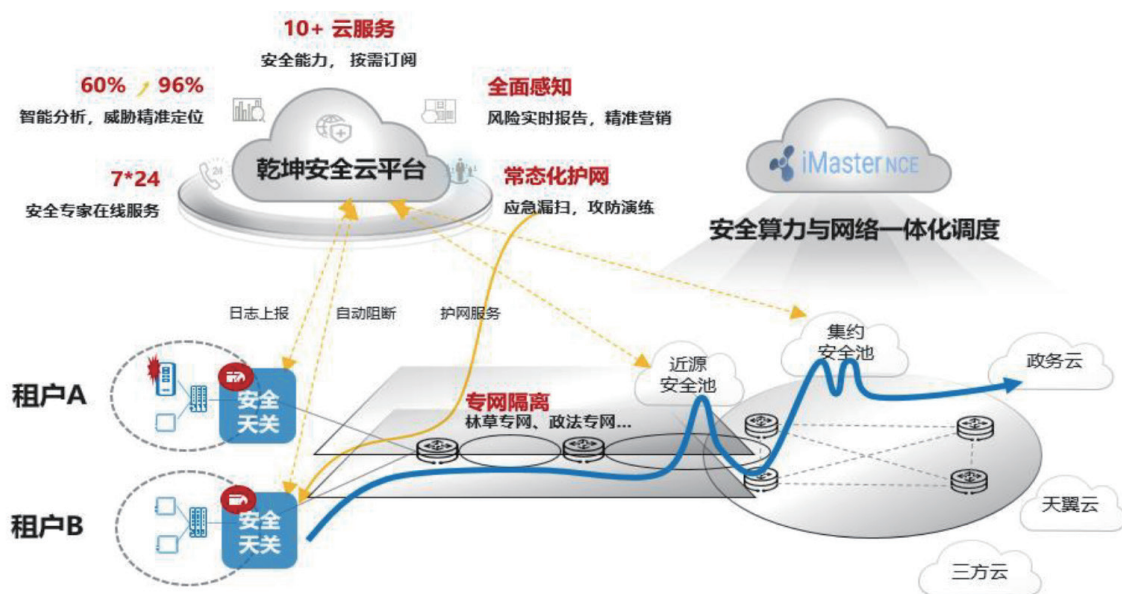 10+ 云服务
安全能力， 按需订阅
60% 96%
智能分析，威胁精准定位
全面感知
风险实时报告，精准营销
24
乾坤安全云平台
iMaster NCE
7*24
安全专家在线服务
常态化护网
应急漏扫，攻防演练
安全算力与网络一体化调度
日志上报
自动阻断
护网服务
集约
安全池
近源
安全池
政务云
租户A
安全
天关
专网隔离
林草专网、政法专网...
租户B
安全
天关
天翼云
三方云